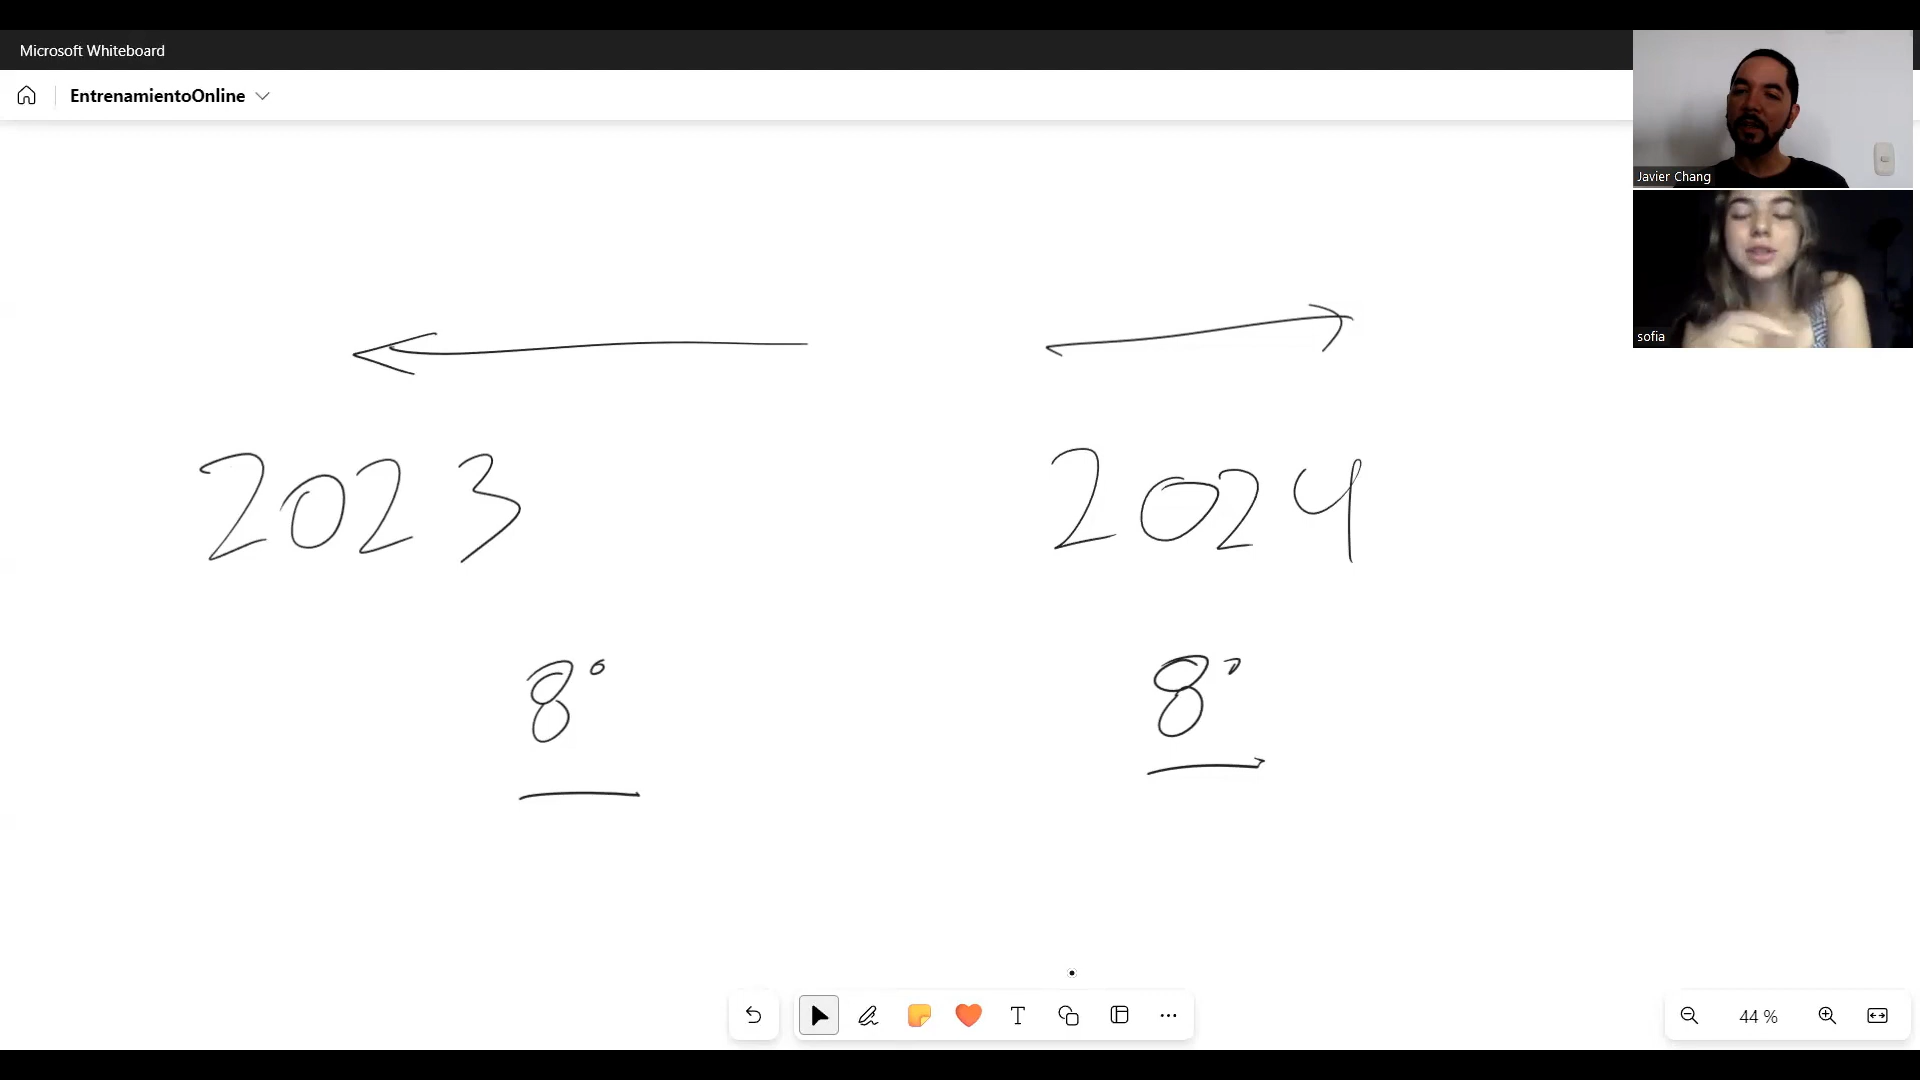 Microsoft Whiteboard
EntrenamientoOnline
Javier Chang
sofia
2023
2024
8°
8°
T
44 %